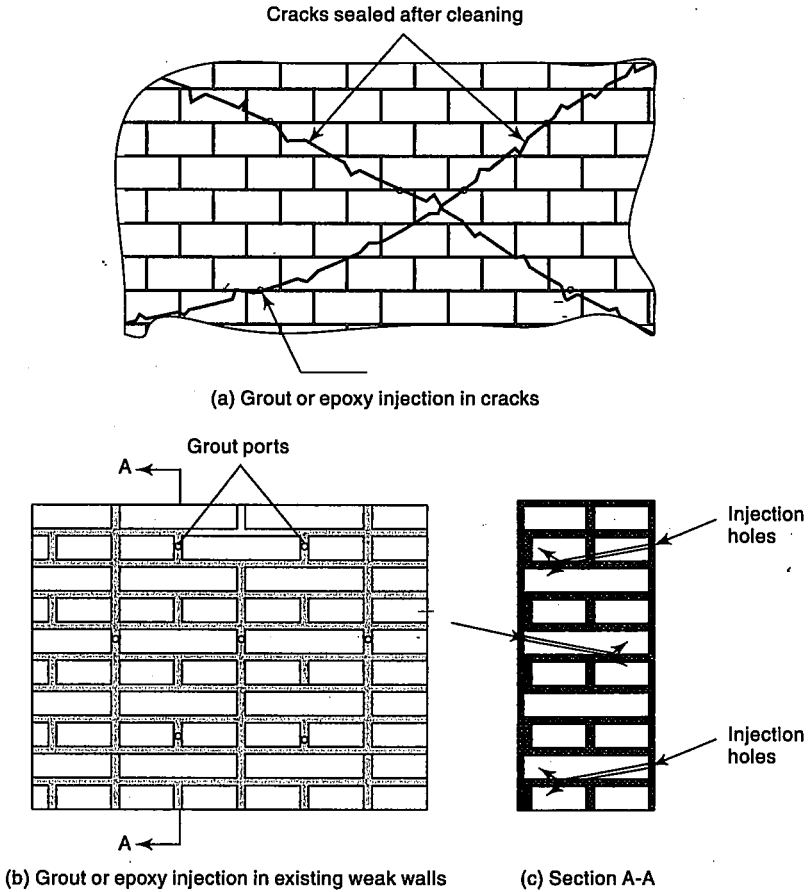 Cracks sealed after cleaning
(a) Grout or epoxy injection in cracks
Grout ports
A
Injection
holes
Injection
holes
A
(b) Grout or epoxy injection in existing weak walls
(c) Section A-A